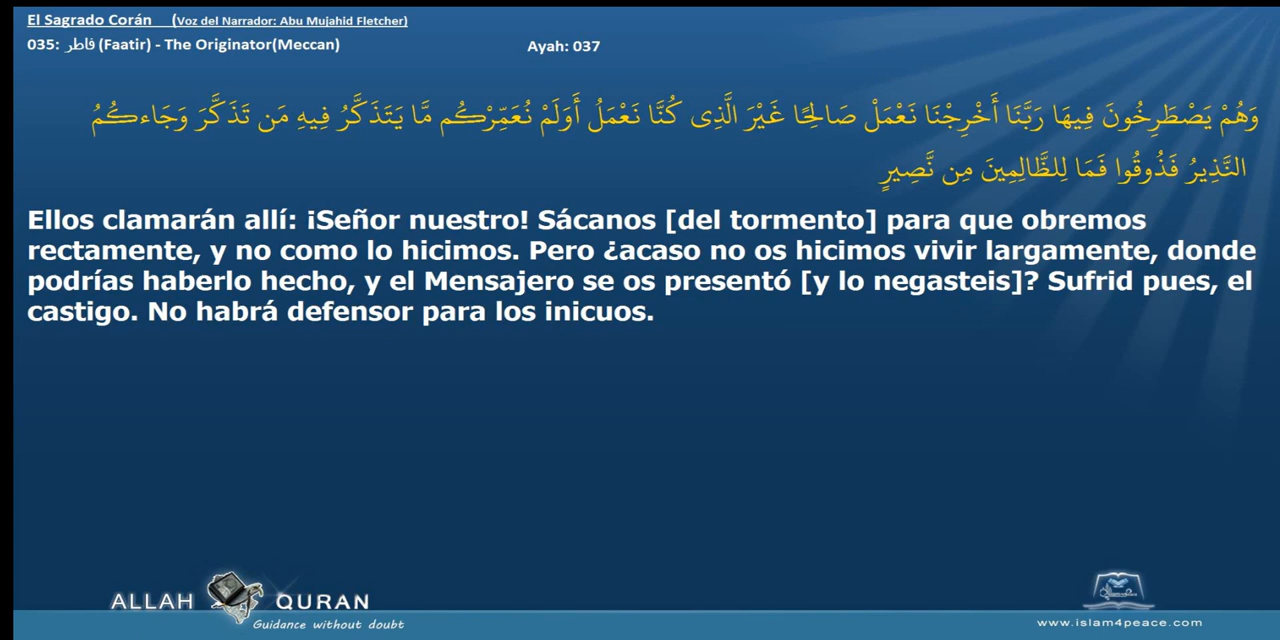 El Sagrado Corán (Voz del Narrador: Abu Mujahid Fletcher)
035: فاطر (Faatir) - The Originator(Meccan) Ayah: 037
وَهُمْ يَصْطَرِخُونَ فِيهَا رَبَّنَا أَخْرِجْنَا نَعْمَلْ صَالِحًا غَيْرَ الَّذِى كُنَّا نَعْمَلُ أَوَلَمْ نُعَمِّرْكُم مَّا يَتَذَكَّرُ فِيهِ مَن تَذَكَّرَ وَجَاءكُمُ
النَّذِيرُ فَذُوقُوا فَمَا لِلظَّالِمِينَ مِن نَّصِيرٍ
Ellos clamarán allí: ¡Señor nuestro! Sácanos [del tormento] para que obremos
rectamente, y no como lo hicimos. Pero ¿acaso no os hicimos vivir largamente, donde
podrías haberlo hecho, y el Mensajero se os presentó [y lo negasteis]? Sufrid pues, el
castigo. No habrá defensor para los inicuos.
ALLAH QURAN
Guidance without doubt
www.islam4peace.com